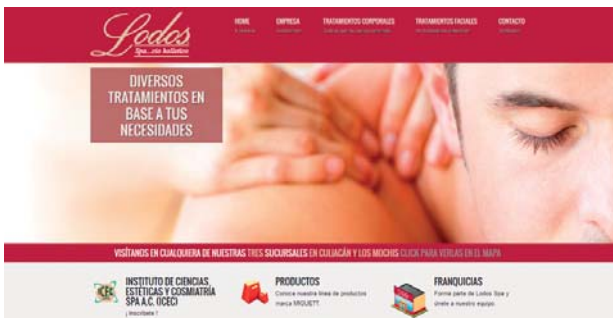 Lodos
Spa...cio holístico
HOME
EMPRESA
TRATAMIENTOS CORPORALES
TRATAMIENTOS FACIALES
CONTACTO
DIVERSOS
TRATAMIENTOS EN
BASE A TUS
NECESIDADES
VISÍTANOS EN CUALQUIERA DE NUESTRAS TRES SUCURSALES EN CULIACÁN Y LOS MOCHIS CLICK PARA VERLAS EN EL MAPA
INSTITUTO DE CIENCIAS,
ESTÉTICAS Y COSMIATRÍA
SPA A.C. (ICEC)
¡ Inscríbete !
PRODUCTOS
Conoce nuestra línea de productos
marca MIGUETT.
FRANQUICIAS
Forma parte de Lodos Spa y
únete a nuestro equipo.